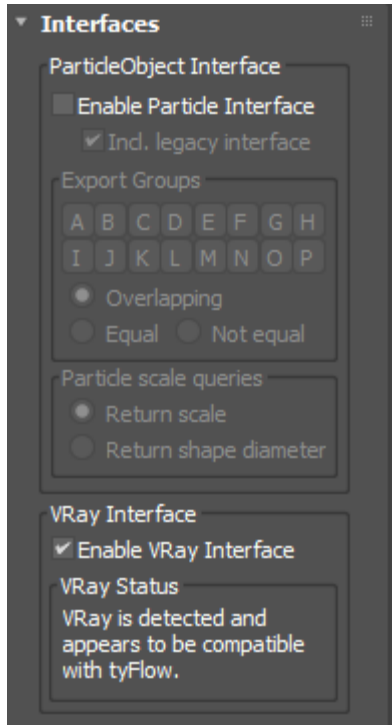 Interfaces
ParticleObject Interface
Enable Particle Interface
Incl. legacy interface
Export Groups
A B C D E F G H
I J K L M N O P
Overlapping
Equal Not equal
Particle scale queries
Return scale
Return shape diameter
VRay Interface
Enable VRay Interface
VRay Status
VRay is detected and
appears to be compatible
with tyFlow.